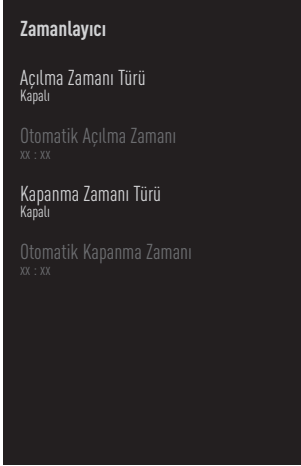 Zamanlayıcı
Açılma Zamanı Türü
Kapalı
Otomatik Açılma Zamanı
xx : xx
Kapanma Zamanı Türü
Kapalı
Otomatik Kapanma Zamanı
xx : xx